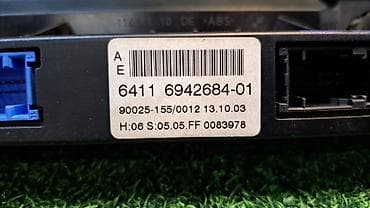 A
E
6411 6942684-01
90025-155/0012 13.10.03
H:06 S:05.05.FF 0083978